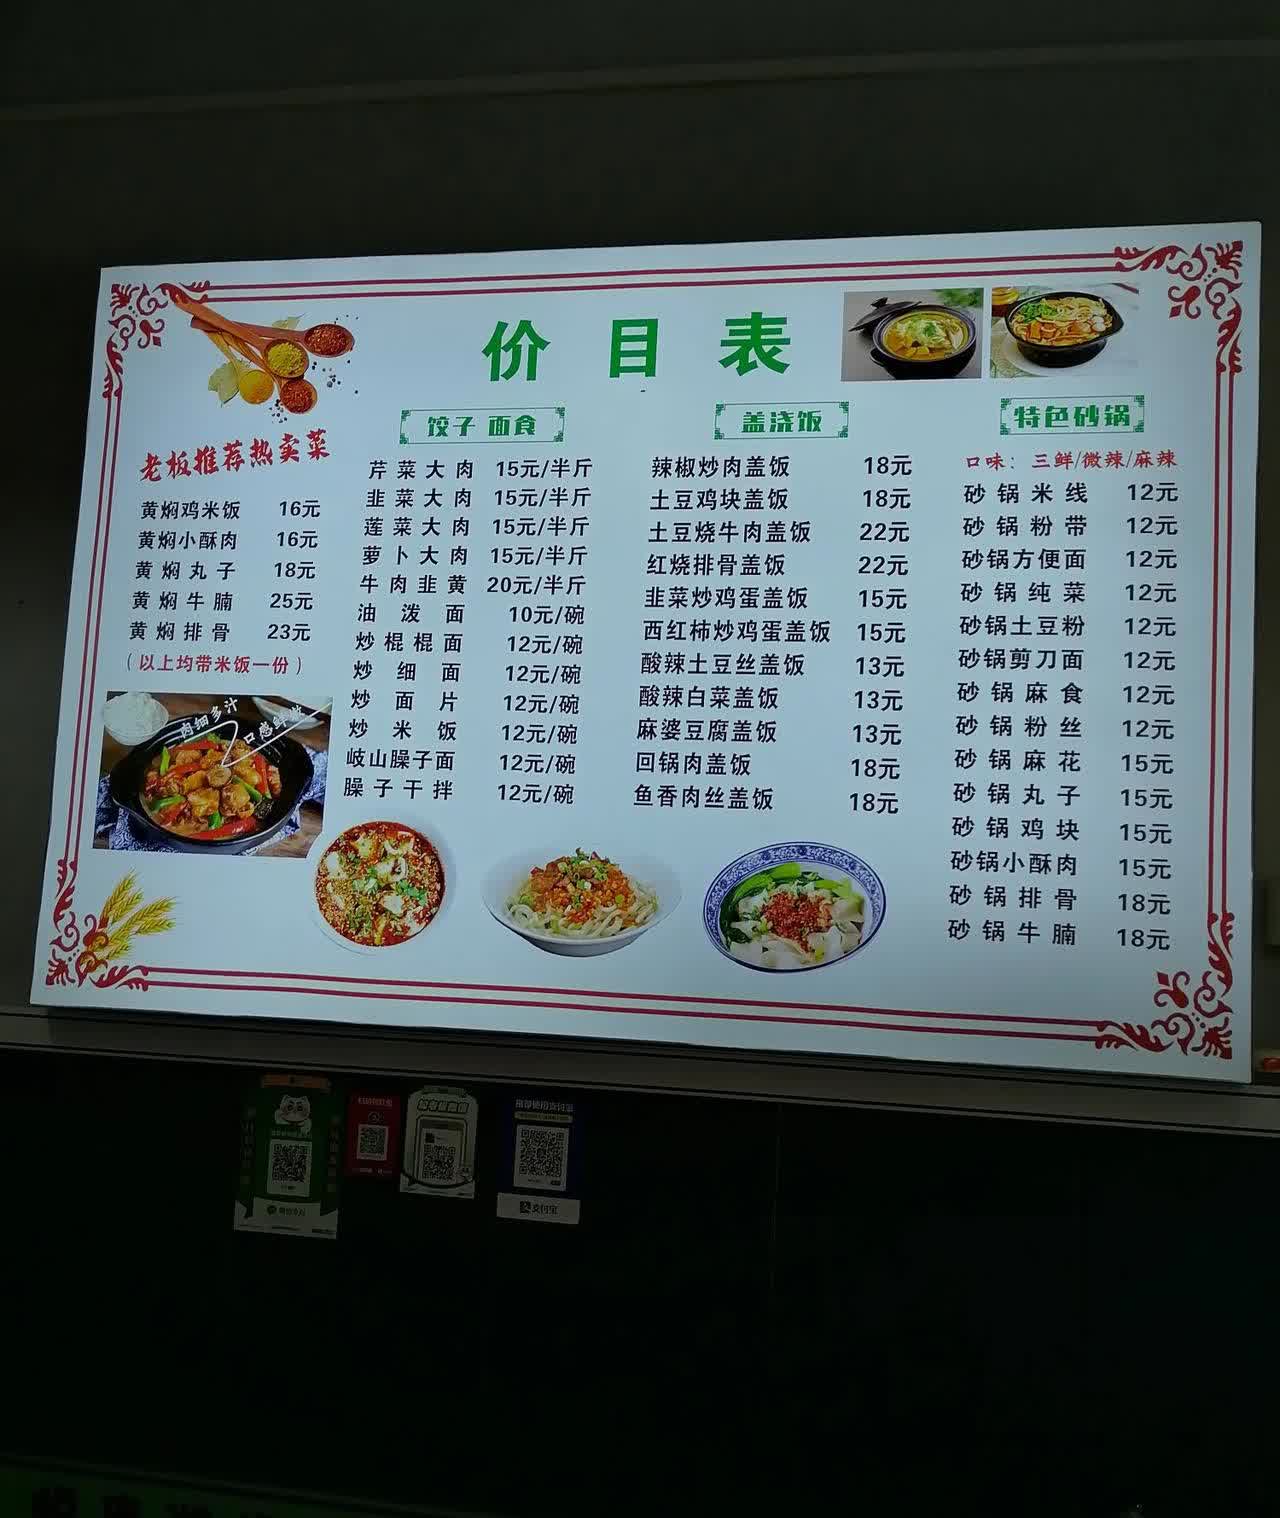 价目表
老板推荐热卖菜
黄焖鸡米饭 16元
黄焖小酥肉 16元
黄焖丸子 18元
黄焖牛腩 25元
黄焖排骨 23元
（以上均带米饭一份）
肉细多汁
饺子 面食
芹菜大肉 15元/半斤
韭菜大肉 15元/半斤
莲菜大肉 15元/半斤
萝卜大肉 15元/半斤
牛肉韭黄 20元/半斤
油泼面 10元/碗
炒棍棍面 12元/碗
炒细面 12元/碗
炒面片 12元/碗
炒米饭 12元/碗
岐山臊子面 12元/碗
臊子干拌 12元/碗
盖浇饭
辣椒炒肉盖饭 18元
土豆鸡块盖饭 18元
土豆烧牛肉盖饭 22元
红烧排骨盖饭 22元
韭菜炒鸡蛋盖饭 15元
西红柿炒鸡蛋盖饭 15元
酸辣土豆丝盖饭 13元
酸辣白菜盖饭 13元
麻婆豆腐盖饭 13元
回锅肉盖饭 18元
鱼香肉丝盖饭 18元
特色砂锅
口味：三鲜/微辣/麻辣
砂锅米线 12元
砂锅粉带 12元
砂锅方便面 12元
砂锅纯菜 12元
砂锅土豆粉 12元
砂锅剪刀面 12元
砂锅麻食 12元
砂锅粉丝 12元
砂锅麻花 15元
砂锅丸子 15元
砂锅鸡块 15元
砂锅小酥肉 15元
砂锅排骨 18元
砂锅牛腩 18元
支付宝